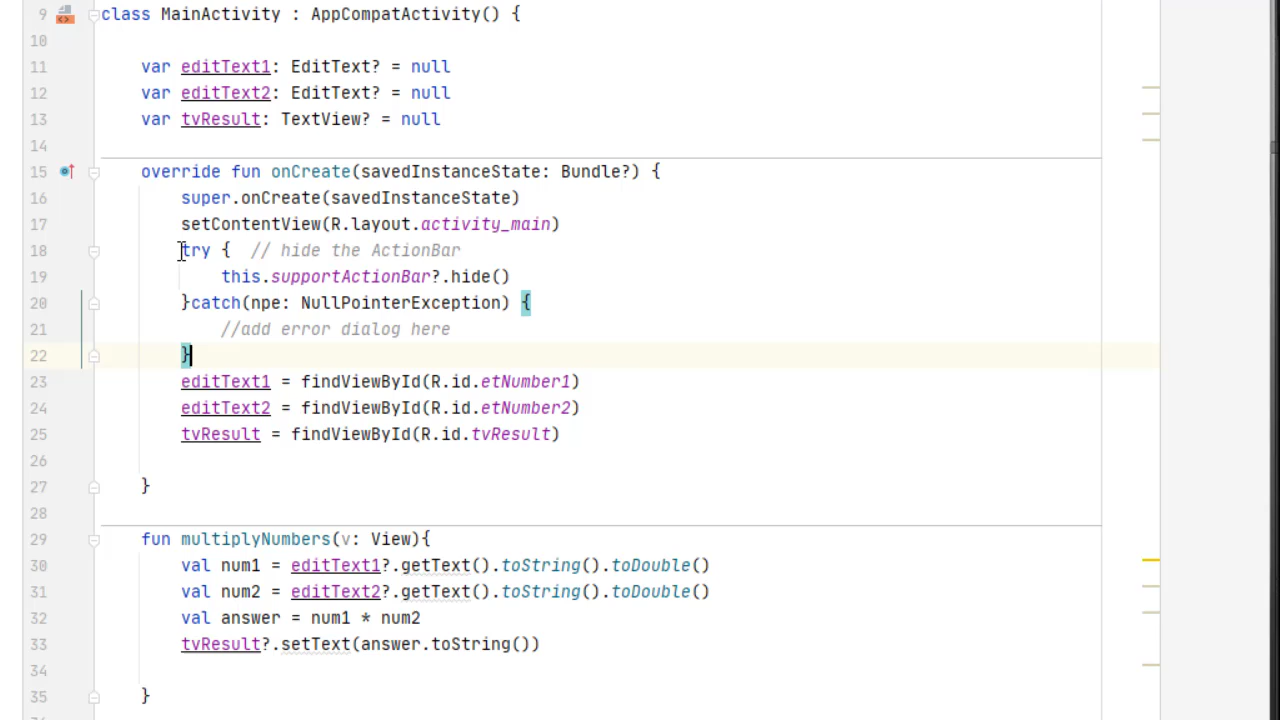 9 class MainActivity : AppCompatActivity() {
10
11 var editText1: EditText? = null
12 var editText2: EditText? = null
13 var tvResult: TextView? = null
14
15 override fun onCreate(savedInstanceState: Bundle?) {
16 super.onCreate(savedInstanceState)
17 setContentView(R.layout.activity_main)
18 try { // hide the ActionBar
19 this.supportActionBar?.hide()
20 }catch(npe: NullPointerException) {
21 //add error dialog here
22 }
23 editText1 = findViewById(R.id.etNumber1)
24 editText2 = findViewById(R.id.etNumber2)
25 tvResult = findViewById(R.id.tvResult)
26
27 }
28
29 fun multiplyNumbers(v: View){
30 val num1 = editText1?.getText().toString().toDouble()
31 val num2 = editText2?.getText().toString().toDouble()
32 val answer = num1 * num2
33 tvResult?.setText(answer.toString())
34
35 }